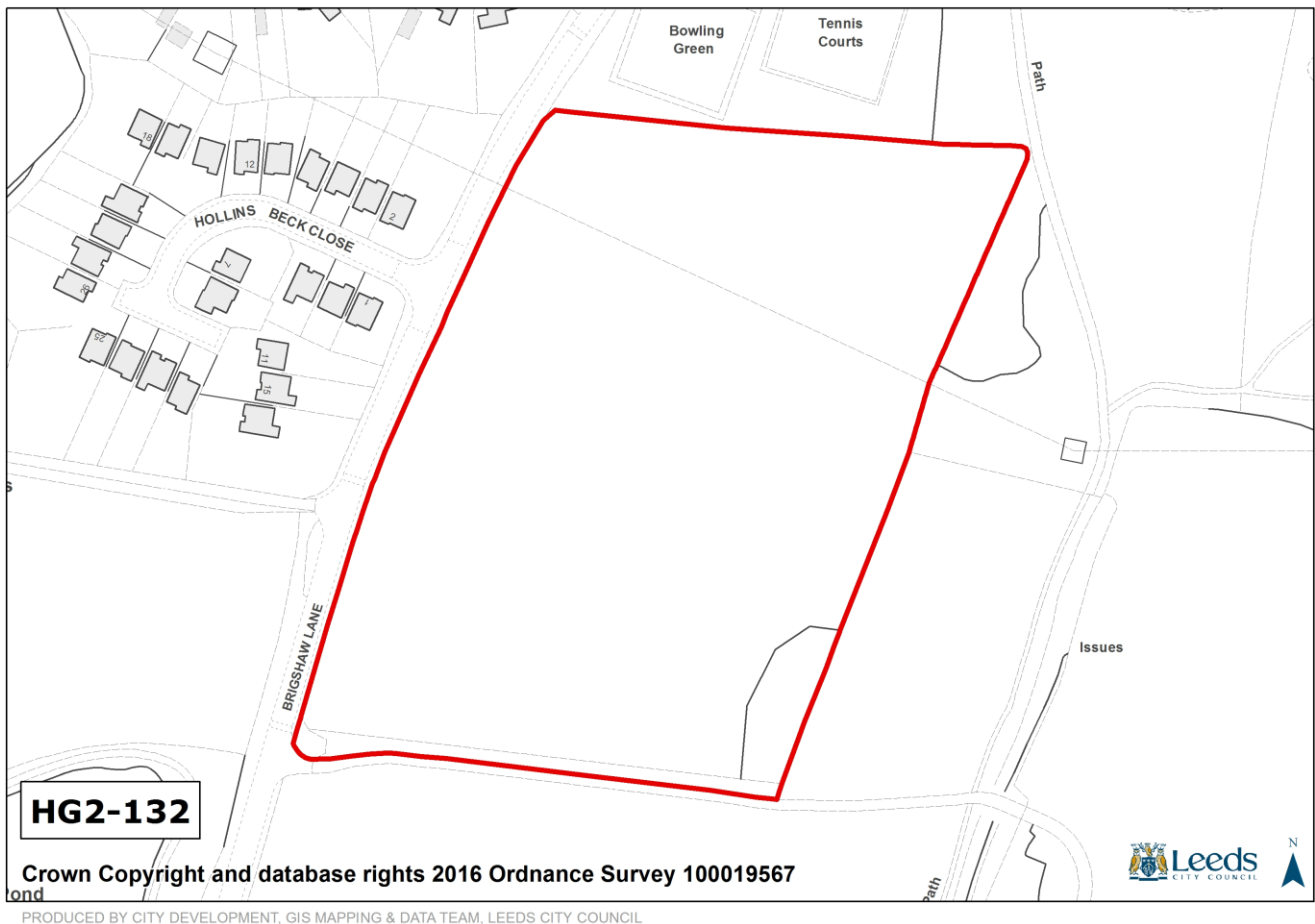 Bowling
Green
Tennis
Courts
Path
18
12
2
HOLLINS BECK CLOSE
7
1
26
25
11
15
s
BRIGSHAW LANE
Issues
HG2-132
Crown Copyright and database rights 2016 Ordnance Survey 100019567
Pond
Path
Leeds
CITY COUNCIL
N
PRODUCED BY CITY DEVELOPMENT, GIS MAPPING & DATA TEAM, LEEDS CITY COUNCIL